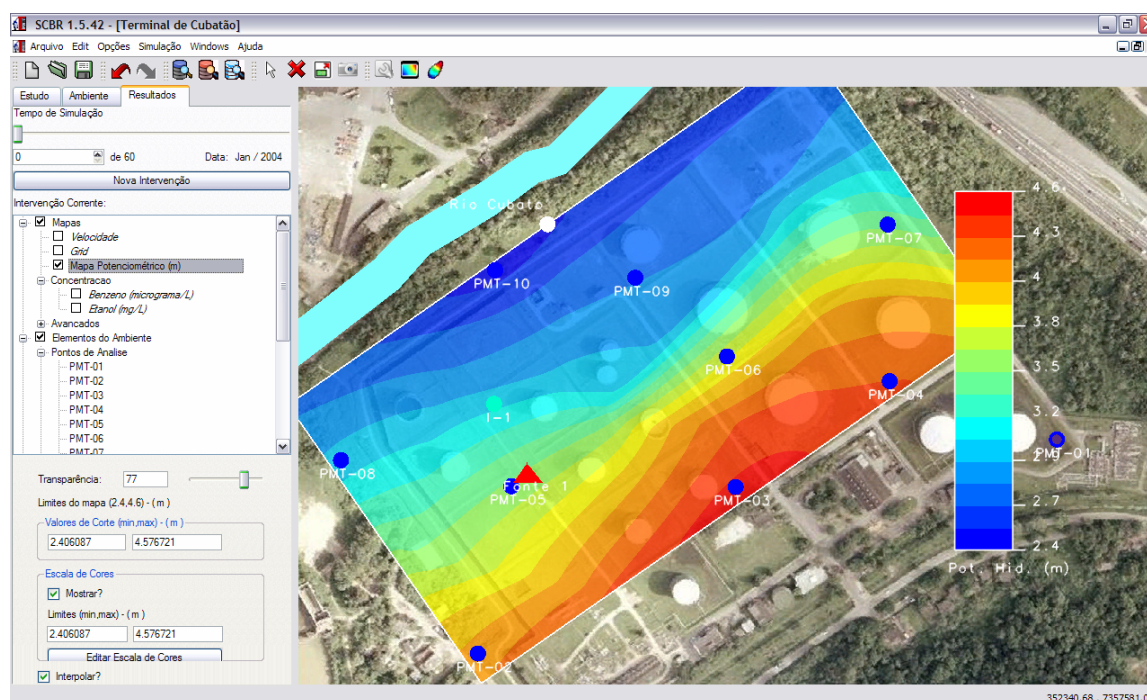 SCBR 1.5.42 - [Terminal de Cubatão]
Arquivo Edit Opções Simulação Windows Ajuda
Estudo Ambiente Resultados
Tempo de Simulação
0 de 60 Data: Jan / 2004
Nova Intervenção
Intervenção Corrente:
Mapas
Velocidade
Grid
Mapa Potenciométrico (m)
Concentracao
Benzeno (micrograma/L)
Etanol (mg/L)
Avancados
Elementos do Ambiente
Pontos de Analise
PMT-01
PMT-02
PMT-03
PMT-04
PMT-05
PMT-06
PMT-07
Transparência: 77
Limites do mapa (2.4,4.6) - ( m )
Valores de Corte (min,max) - ( m )
2.406087 4.576721
Escala de Cores
Mostrar?
Limites (min,max) - ( m )
2.406087 4.576721
Editar Escala de Cores
Interpolar?
Rio Cubato
PMT-10
PMT-09
PMT-07
PMT-06
PMT-04
I-1
PMT-08
Fonte 1
PMT-05
PMT-03
PMT-01
PMT-02
4.6
4.3
4
3.8
3.5
3.2
2.7
2.4
Pot. Hid. (m)